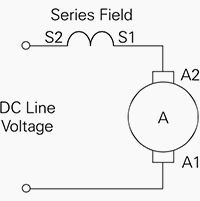 Series Field
S2 S1
A2
DC Line
Voltage
A
A1